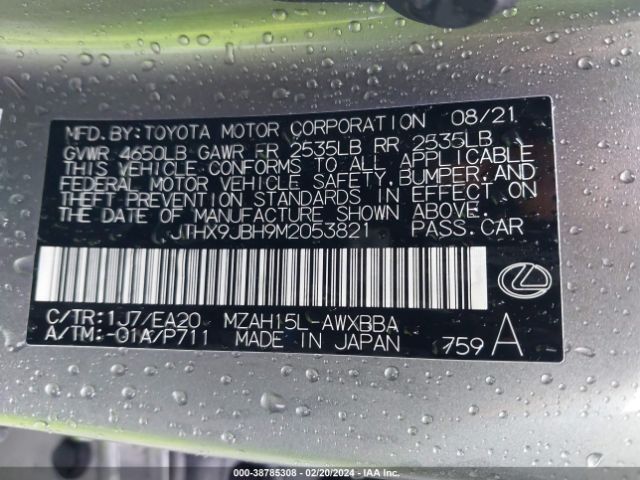 MFD.BY:TOYOTA MOTOR CORPORATION 08/21
GVWR 4650LB GAWR FR 2535LB RR 2535LB
THIS VEHICLE CONFORMS TO ALL APPLICABLE
FEDERAL MOTOR VEHICLE SAFETY, BUMPER, AND
THEFT PREVENTION STANDARDS IN EFFECT ON
THE DATE OF MANUFACTURE SHOWN ABOVE.
JTHX9JBH9M2053821 PASS.CAR
C/TR:1J7/EA20 MZAH15L-AWXBBA
A/TM:-01A/P711 MADE IN JAPAN 759 A
000-38785308 - 02/20/2024 - IAA Inc.